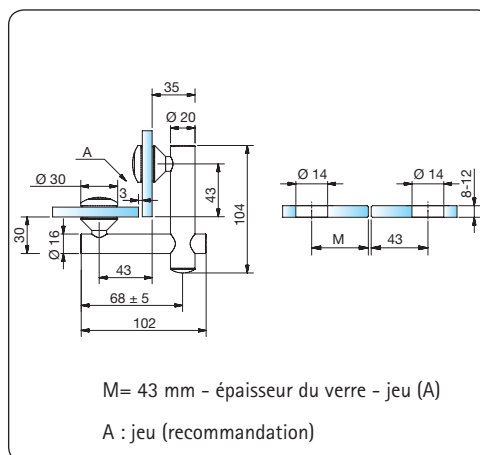 35
Ø 20
A
Ø 14
Ø 14
8-12
3
Ø 30
43
104
30
Ø 16
M
43
43
68 ± 5
102
M= 43 mm - épaisseur du verre - jeu (A)
A : jeu (recommandation)